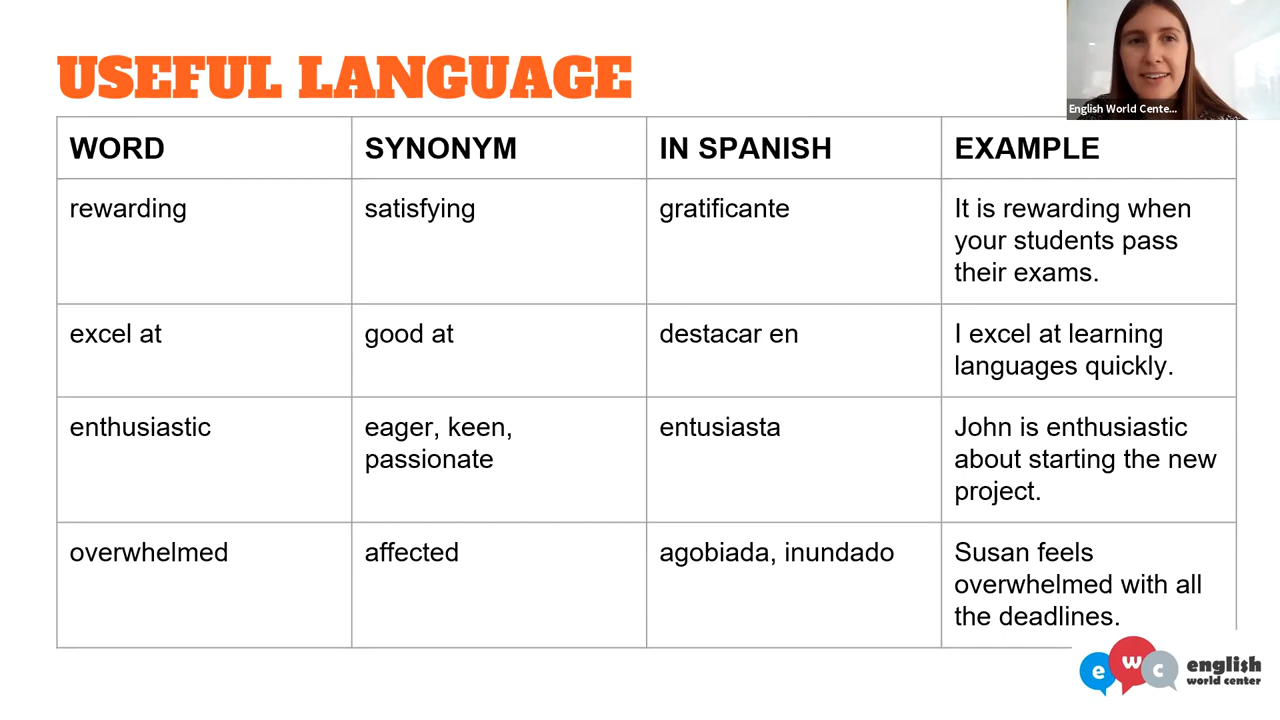 USEFUL LANGUAGE
English World Cente...
WORD
SYNONYM
IN SPANISH
EXAMPLE
rewarding
satisfying
gratificante
It is rewarding when
your students pass
their exams.
excel at
good at
destacar en
I excel at learning
languages quickly.
enthusiastic
eager, keen,
passionate
entusiasta
John is enthusiastic
about starting the new
project.
overwhelmed
affected
agobiada, inundado
Susan feels
overwhelmed with all
the deadlines.
e w c
english
world center